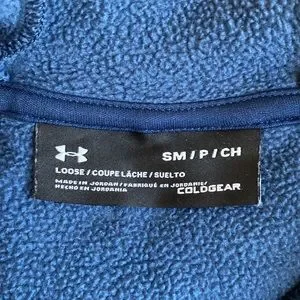 SM / P / CH
LOOSE / COUPE LÂCHE / SUELTO
MADE IN JORDAN / FABRIQUÉ EN JORDANIE/
HECHO EN JORDANIA
COLDGEAR